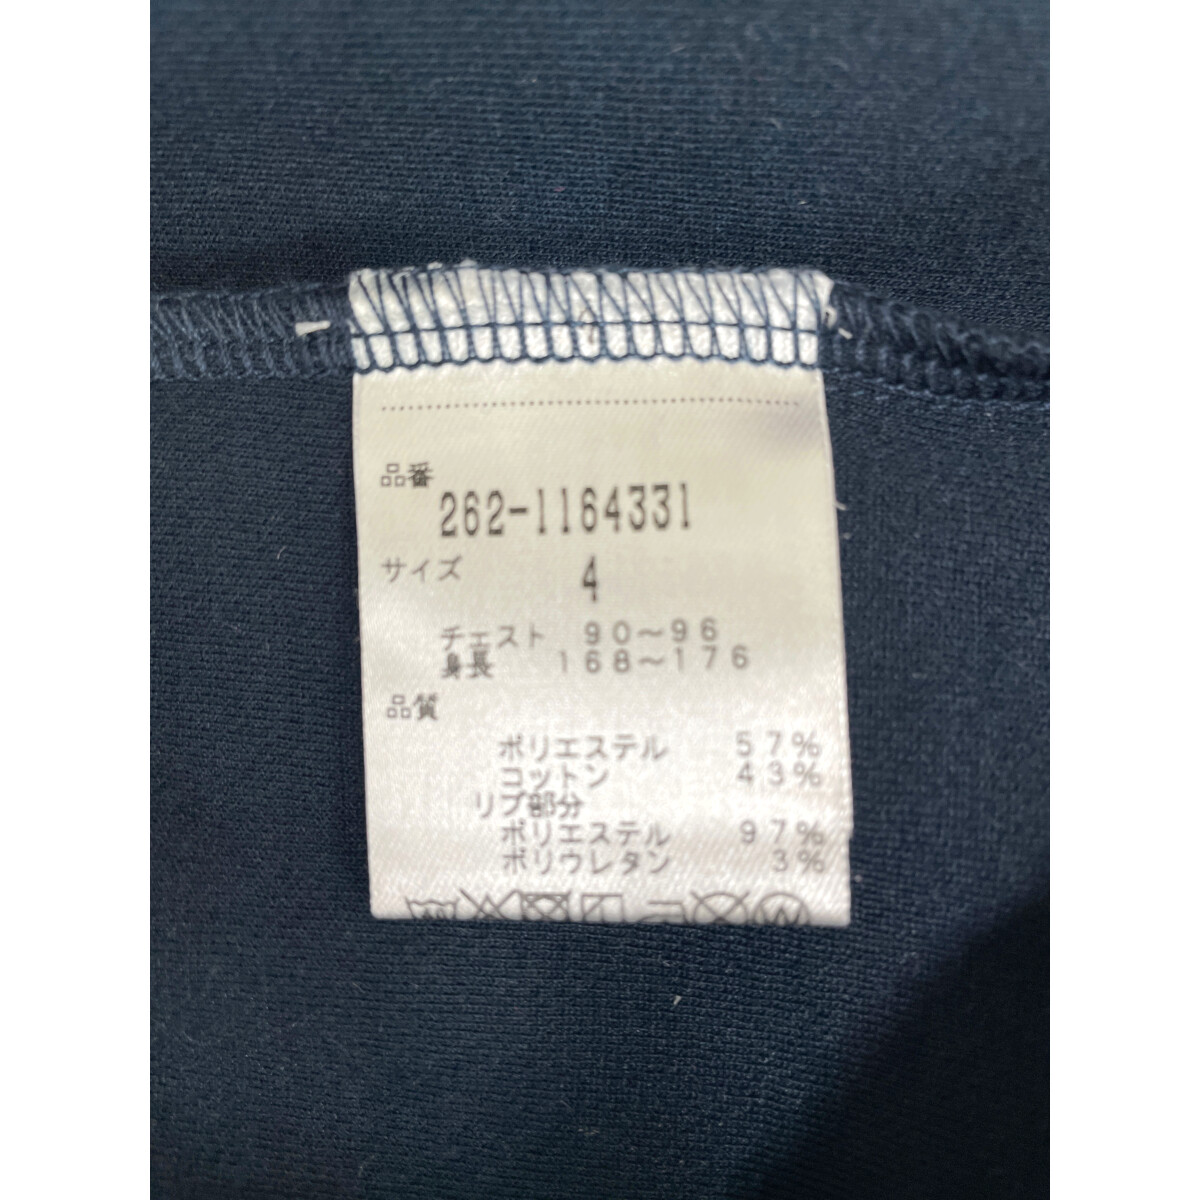 品番
262-1164331
サイズ 4
チェスト 90~96
身長 168~176
品質
ポリエステル 57%
コットン 43%
リブ部分
ポリエステル 97%
ポリウレタン 3%